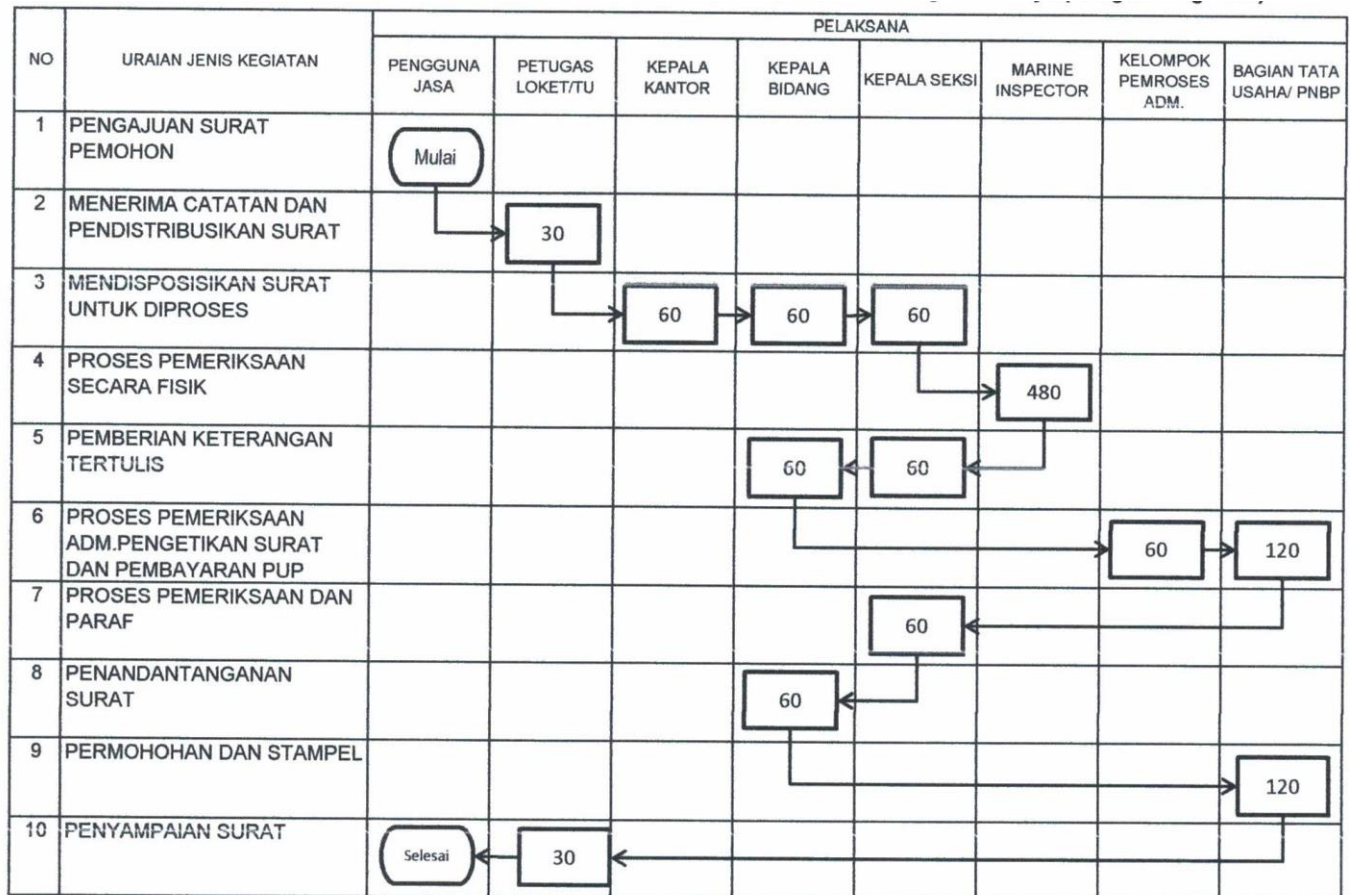 PELAKSANA
NO
URAIAN JENIS KEGIATAN
PENGGUNA
JASA
PETUGAS
LOKET/TU
KEPALA
KANTOR
KEPALA
BIDANG
KEPALA SEKSI
MARINE
INSPECTOR
KELOMPOK
PEMROSES
ADM.
BAGIAN TATA
USAHA/ PNBP
1
PENGAJUAN SURAT
PEMOHON
Mulai
2
MENERIMA CATATAN DAN
PENDISTRIBUSIKAN SURAT
30
3
MENDISPOSISIKAN SURAT
UNTUK DIPROSES
60
60
60
4
PROSES PEMERIKSAAN
SECARA FISIK
480
5
PEMBERIAN KETERANGAN
TERTULIS
60
60
6
PROSES PEMERIKSAAN
ADM.PENGETIKAN SURAT
DAN PEMBAYARAN PUP
60
120
7
PROSES PEMERIKSAAN DAN
PARAF
60
8
PENANDANTANGANAN
SURAT
60
9
PERMOHOHAN DAN STAMPEL
120
10
PENYAMPAIAN SURAT
Selesai
30